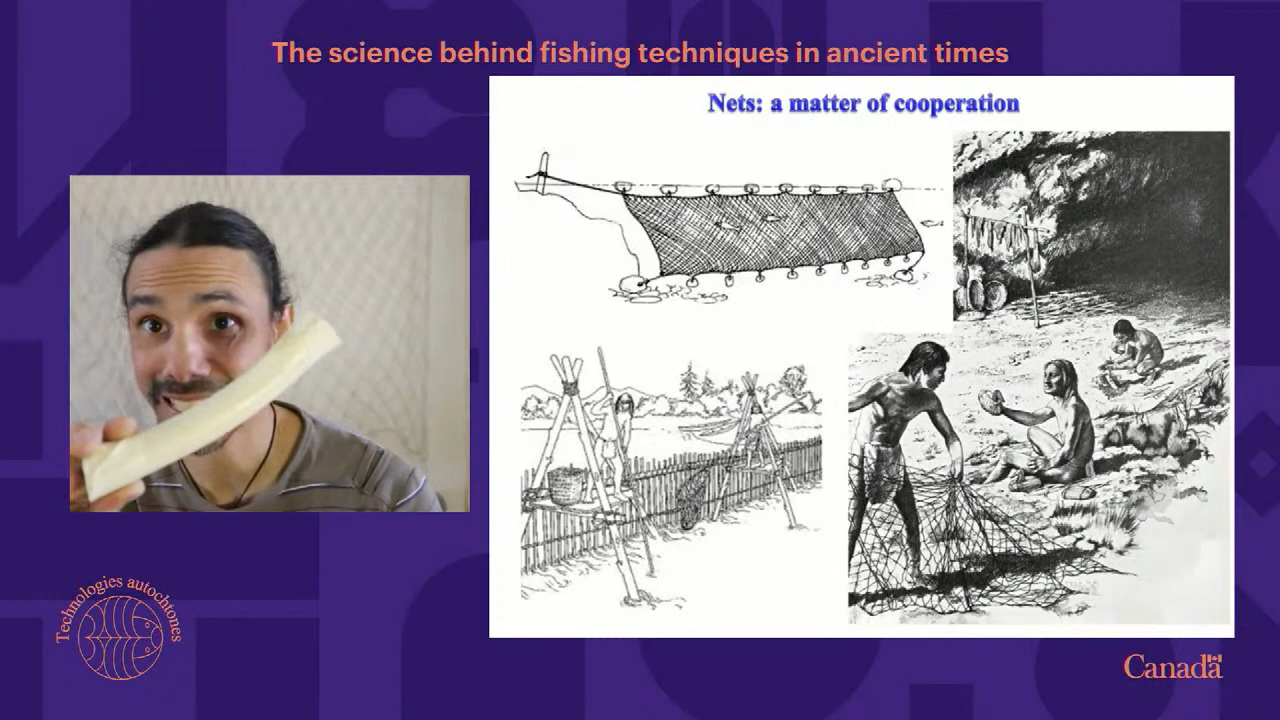 The science behind fishing techniques in ancient times
Nets: a matter of cooperation
Technologies autochtones
Canada